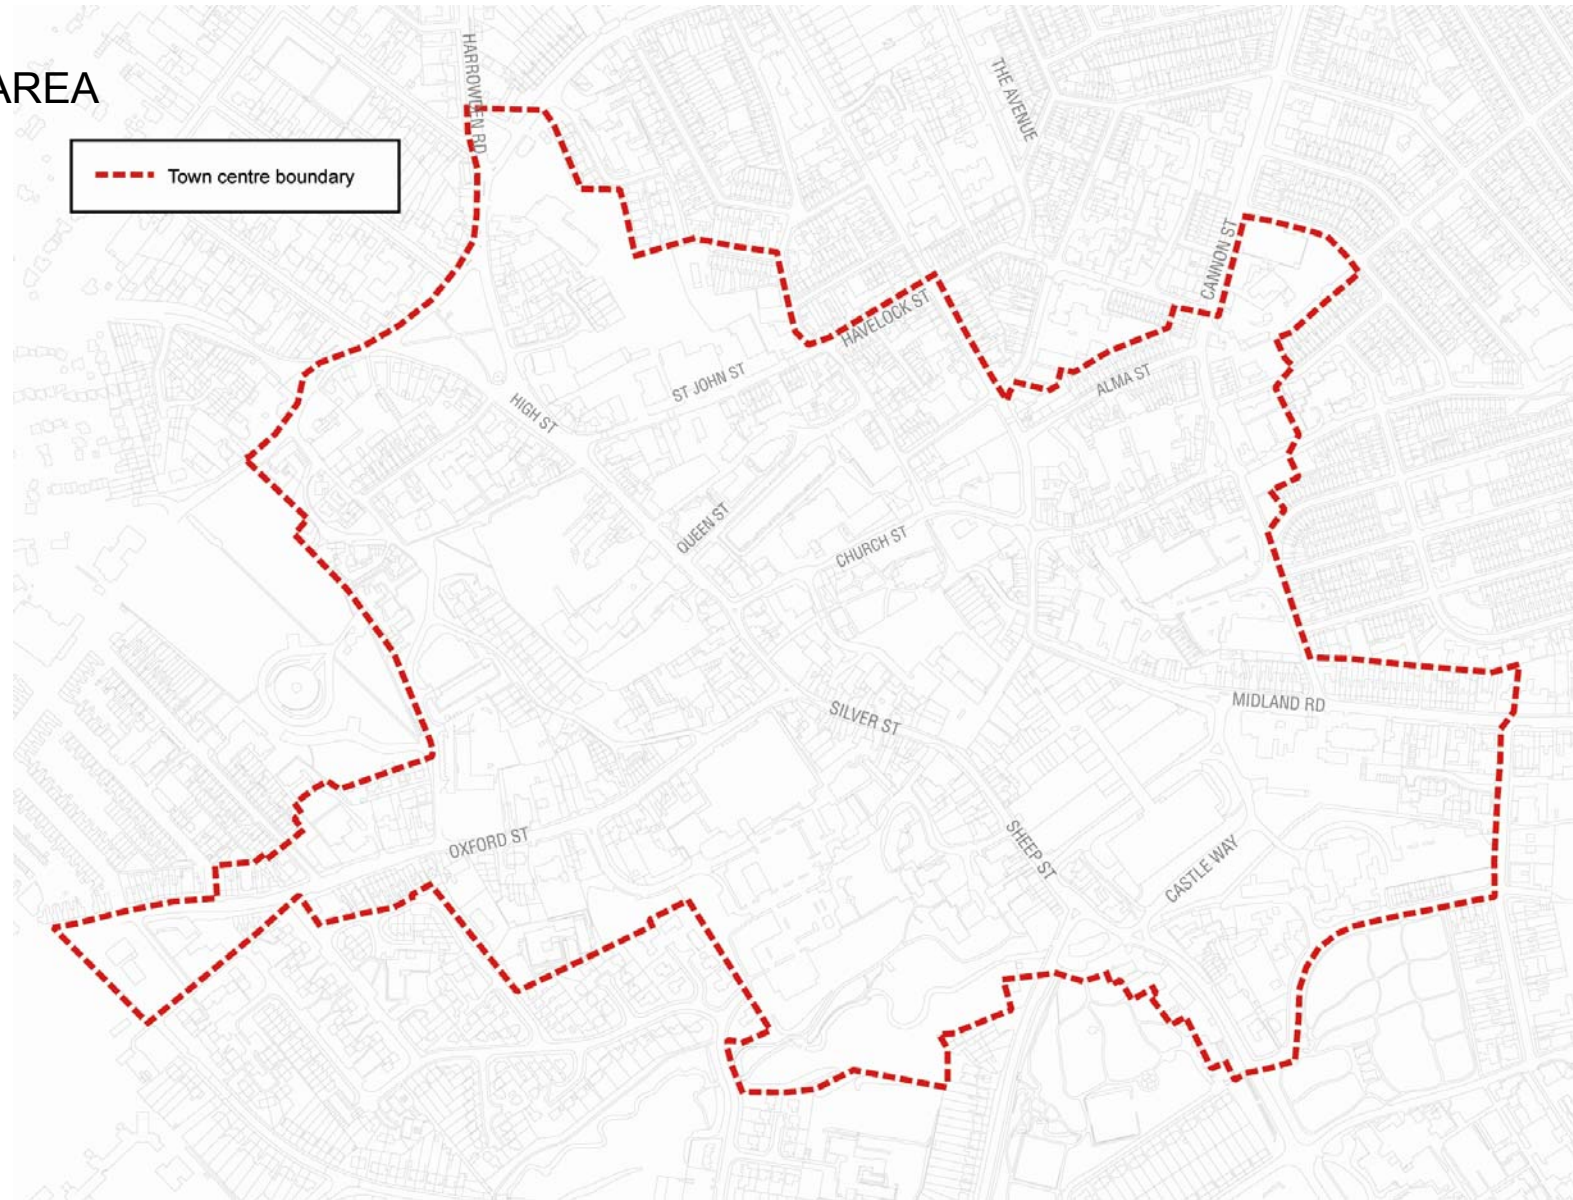 AREA
Town centre boundary
HARROWDEN RD
THE AVENUE
CANNON ST
HAVELOCK ST
ST JOHN ST
ALMA ST
HIGH ST
QUEEN ST
CHURCH ST
SILVER ST
MIDLAND RD
OXFORD ST
SHEEP ST
CASTLE WAY